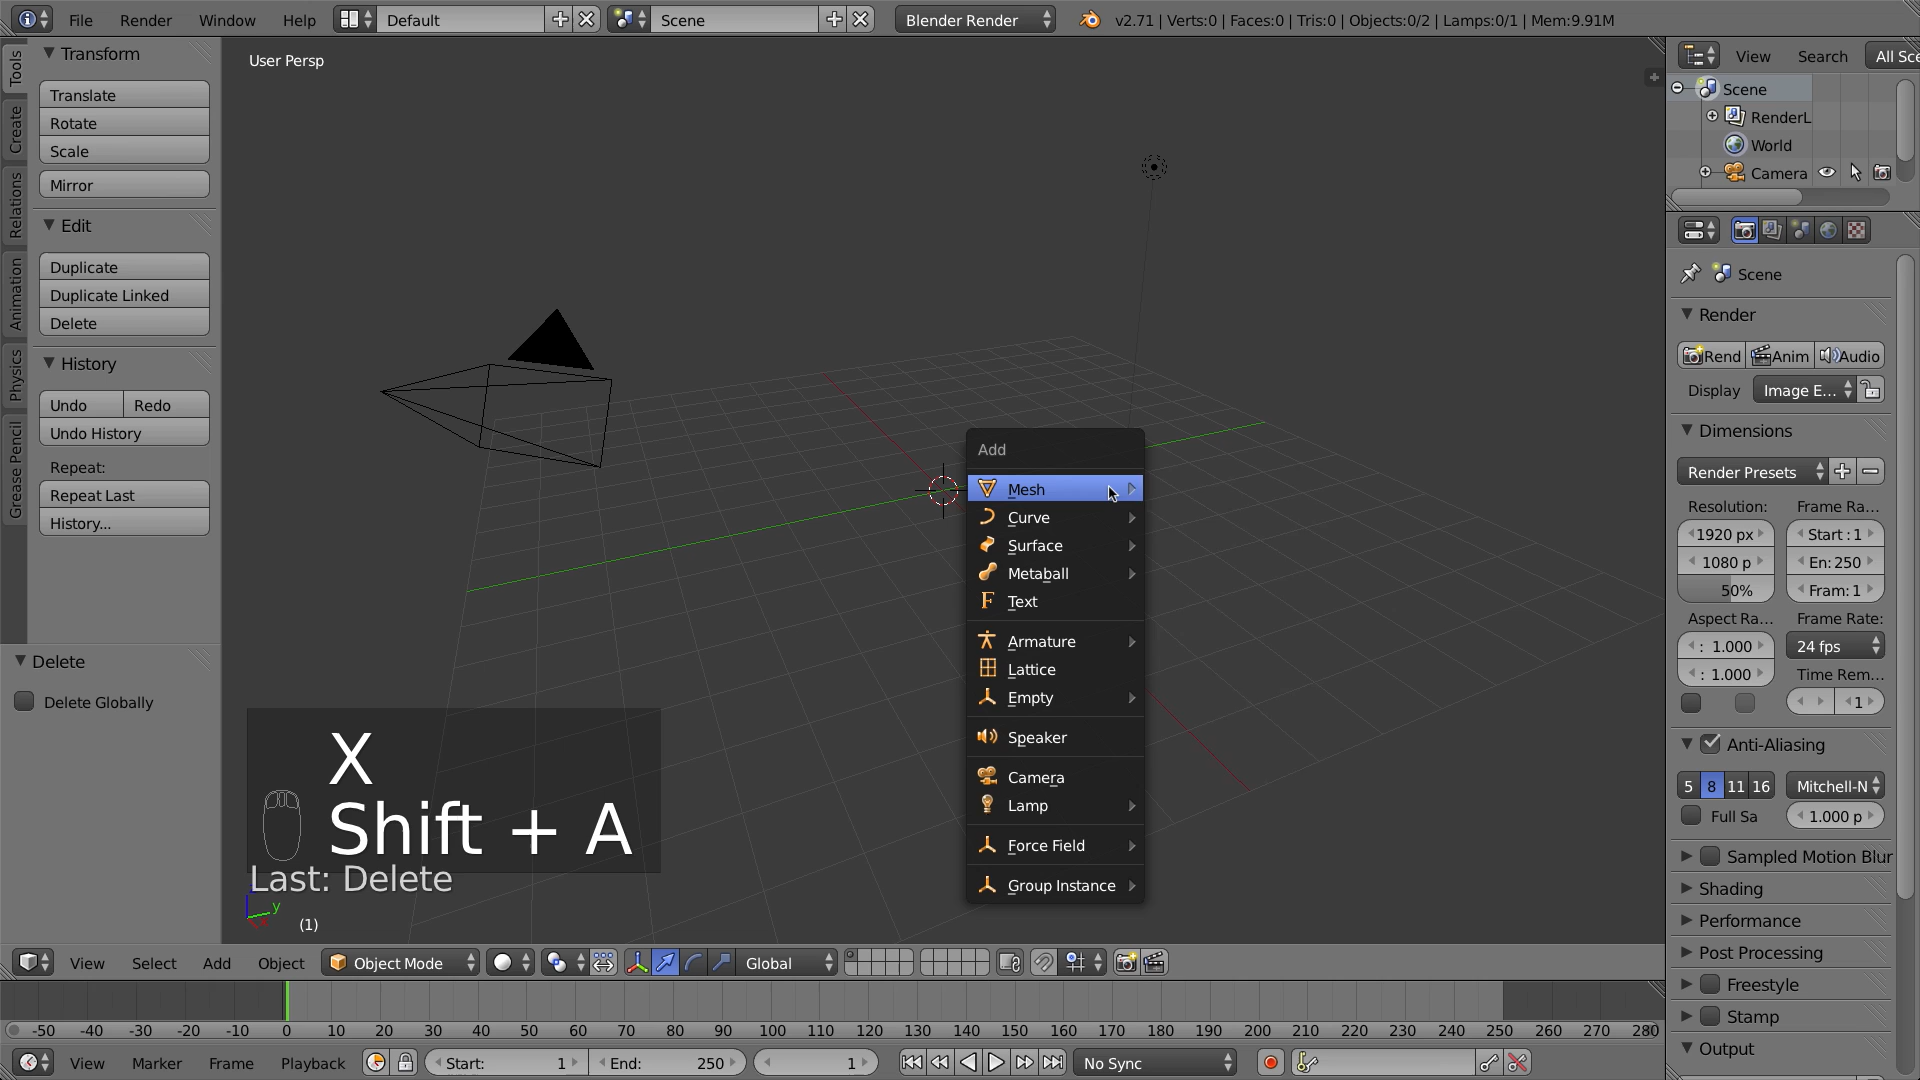 File Render Window Help Default Scene Blender Render v2.71 | Verts:0 | Faces:0 | Tris:0 | Objects:0/2 | Lamps:0/1 | Mem:9.91M
Tools
Create
Relations
Animation
Physics
Grease Pencil
Transform
Translate
Rotate
Scale
Mirror
Edit
Duplicate
Duplicate Linked
Delete
History
Undo Redo
Undo History
Repeat:
Repeat Last
History...
Delete
Delete Globally
User Persp
Add
Mesh
Curve
Surface
Metaball
Text
Armature
Lattice
Empty
Speaker
Camera
Lamp
Force Field
Group Instance
X
Shift + A
Last: Delete
y
(1)
View Search All Sce
Scene
RenderL
World
Camera
Scene
Render
Rend Anim Audio
Display Image E...
Dimensions
Render Presets
Resolution: Frame Ra...
1920 px Start : 1
1080 p En: 250
50% Fram: 1
Aspect Ra... Frame Rate:
: 1.000 24 fps
: 1.000 Time Rem...
1
Anti-Aliasing
5 8 11 16 Mitchell-N
Full Sa 1.000 p
Sampled Motion Blur
Shading
Performance
Post Processing
Freestyle
Stamp
Output
View Select Add Object Object Mode Global
-50 -40 -30 -20 -10 0 10 20 30 40 50 60 70 80 90 100 110 120 130 140 150 160 170 180 190 200 210 220 230 240 250 260 270 280
View Marker Frame Playback Start: 1 End: 250 1 No Sync